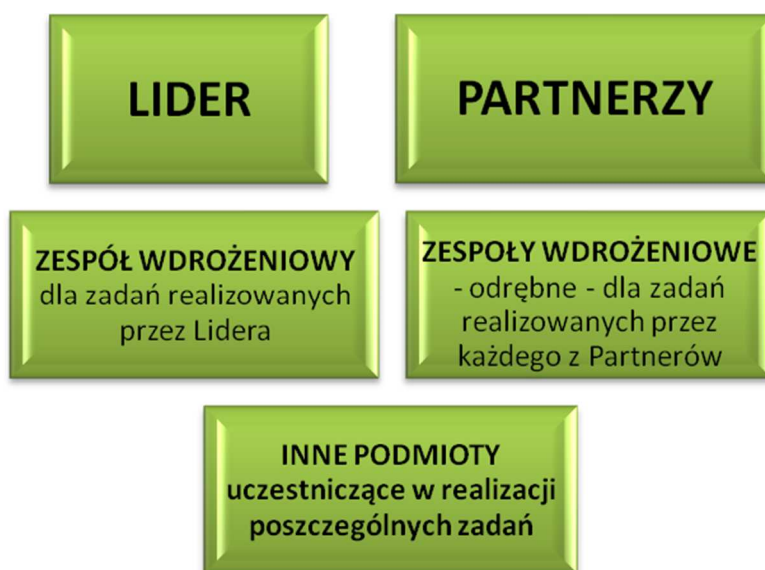 LIDER
PARTNERZY
ZESPÓŁ WDROŻENIOWY
dla zadań realizowanych
przez Lidera
ZESPOŁY WDROŻENIOWE
- odrębne - dla zadań
realizowanych przez
każdego z Partnerów
INNE PODMIOTY
uczestniczące w realizacji
poszczególnych zadań